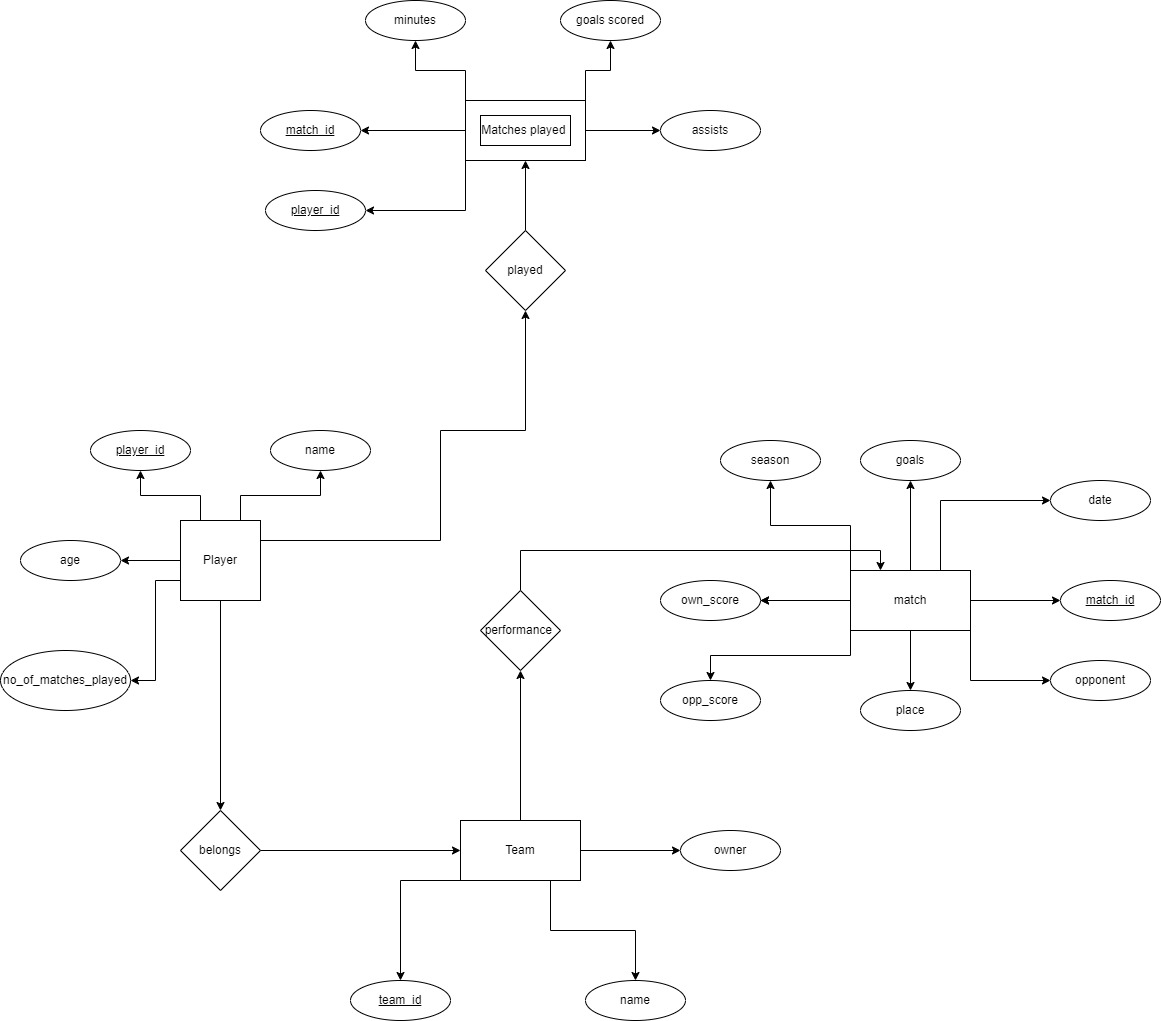 minutes
goals scored
match_id
Matches played
assists
player_id
played
player_id
name
season
goals
date
age
Player
own_score
match
match_id
performance
no_of_matches_played
opp_score
place
opponent
belongs
Team
owner
team_id
name